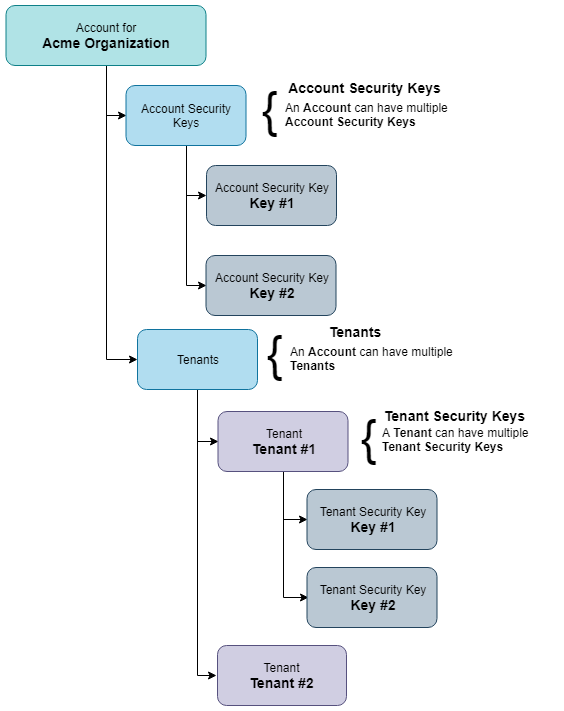 Account for
Acme Organization
Account Security
Keys
Account Security Keys
An Account can have multiple
Account Security Keys
Account Security Key
Key #1
Account Security Key
Key #2
Tenants
Tenants
An Account can have multiple
Tenants
Tenant
Tenant #1
Tenant Security Keys
A Tenant can have multiple
Tenant Security Keys
Tenant Security Key
Key #1
Tenant Security Key
Key #2
Tenant
Tenant #2